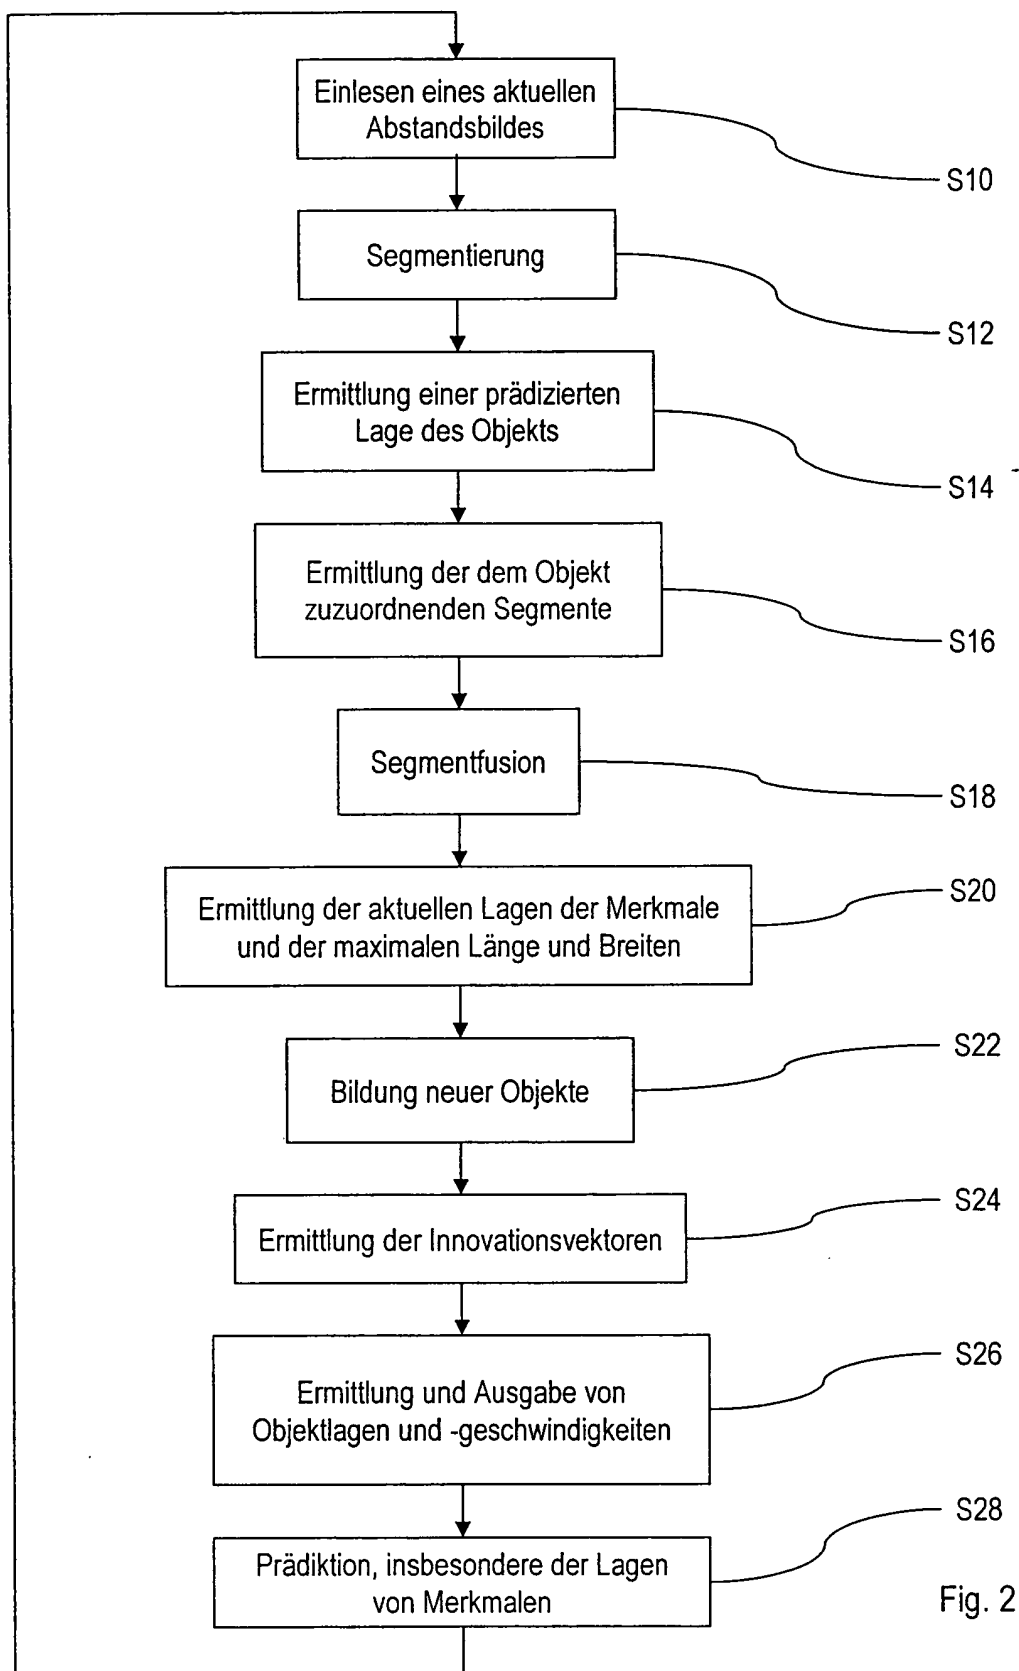 Einlesen eines aktuellen
Abstandsbildes
S10
Segmentierung
S12
Ermittlung einer prädizierten
Lage des Objekts
S14
Ermittlung der dem Objekt
zuzuordnenden Segmente
S16
Segmentfusion
S18
Ermittlung der aktuellen Lagen der Merkmale
und der maximalen Länge und Breiten
S20
Bildung neuer Objekte
S22
Ermittlung der Innovationsvektoren
S24
Ermittlung und Ausgabe von
Objektlagen und -geschwindigkeiten
S26
Prädiktion, insbesondere der Lagen
von Merkmalen
S28
Fig. 2